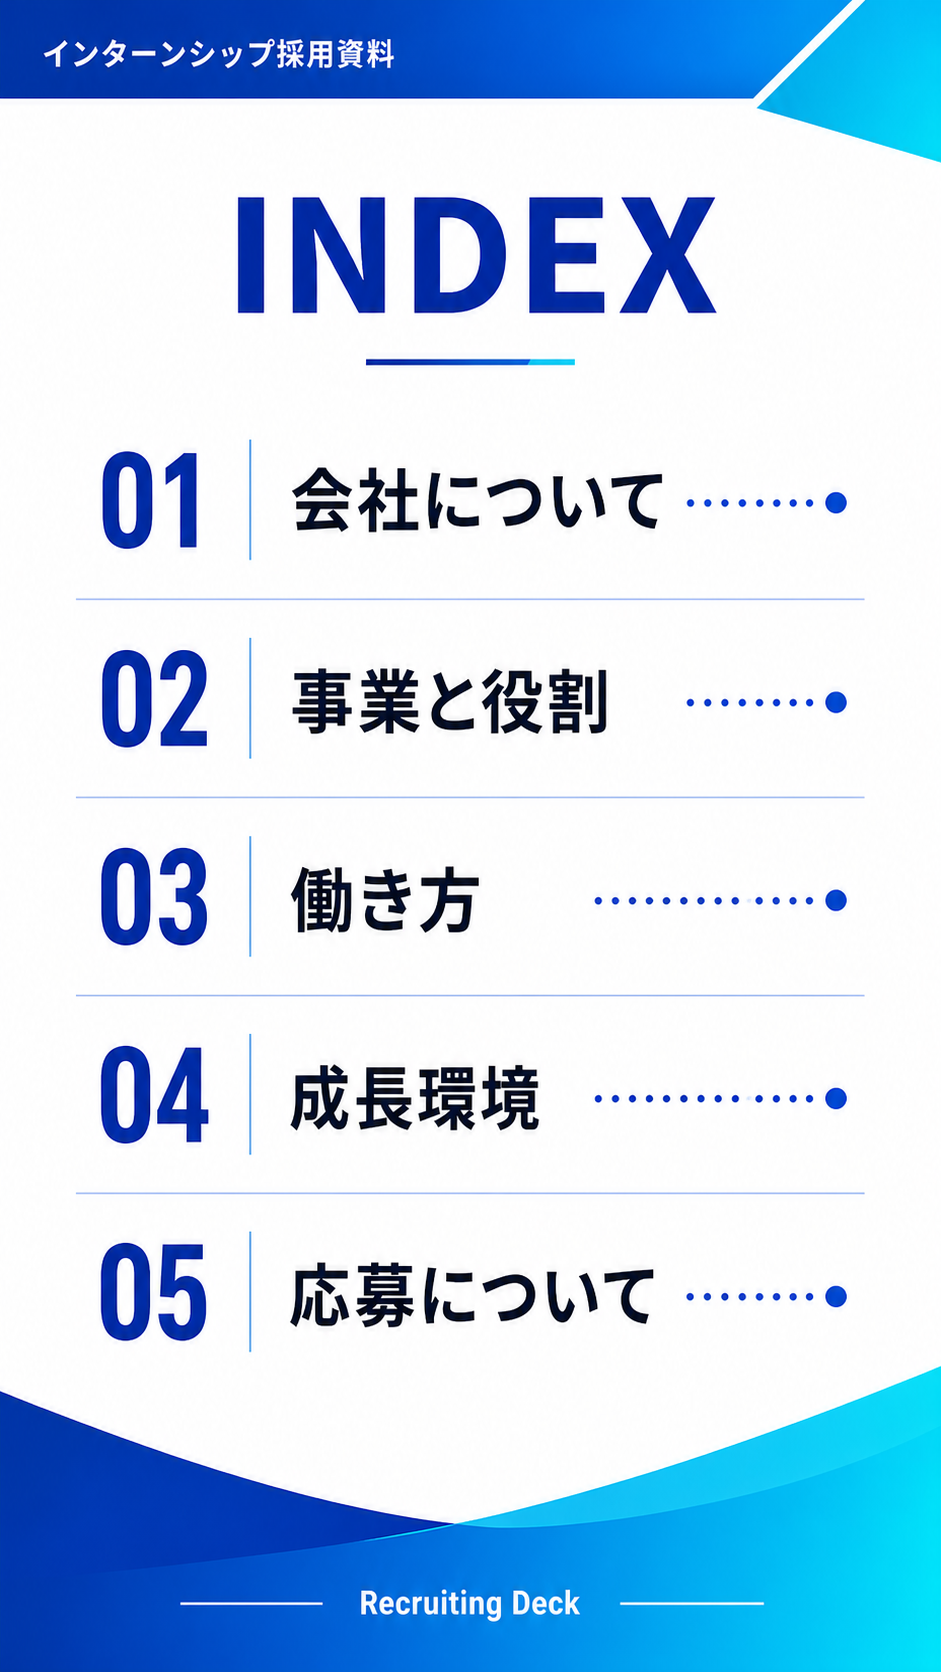 インターンシップ採用資料
INDEX
01 会社について
02 事業と役割
03 働き方
04 成長環境
05 応募について
Recruiting Deck